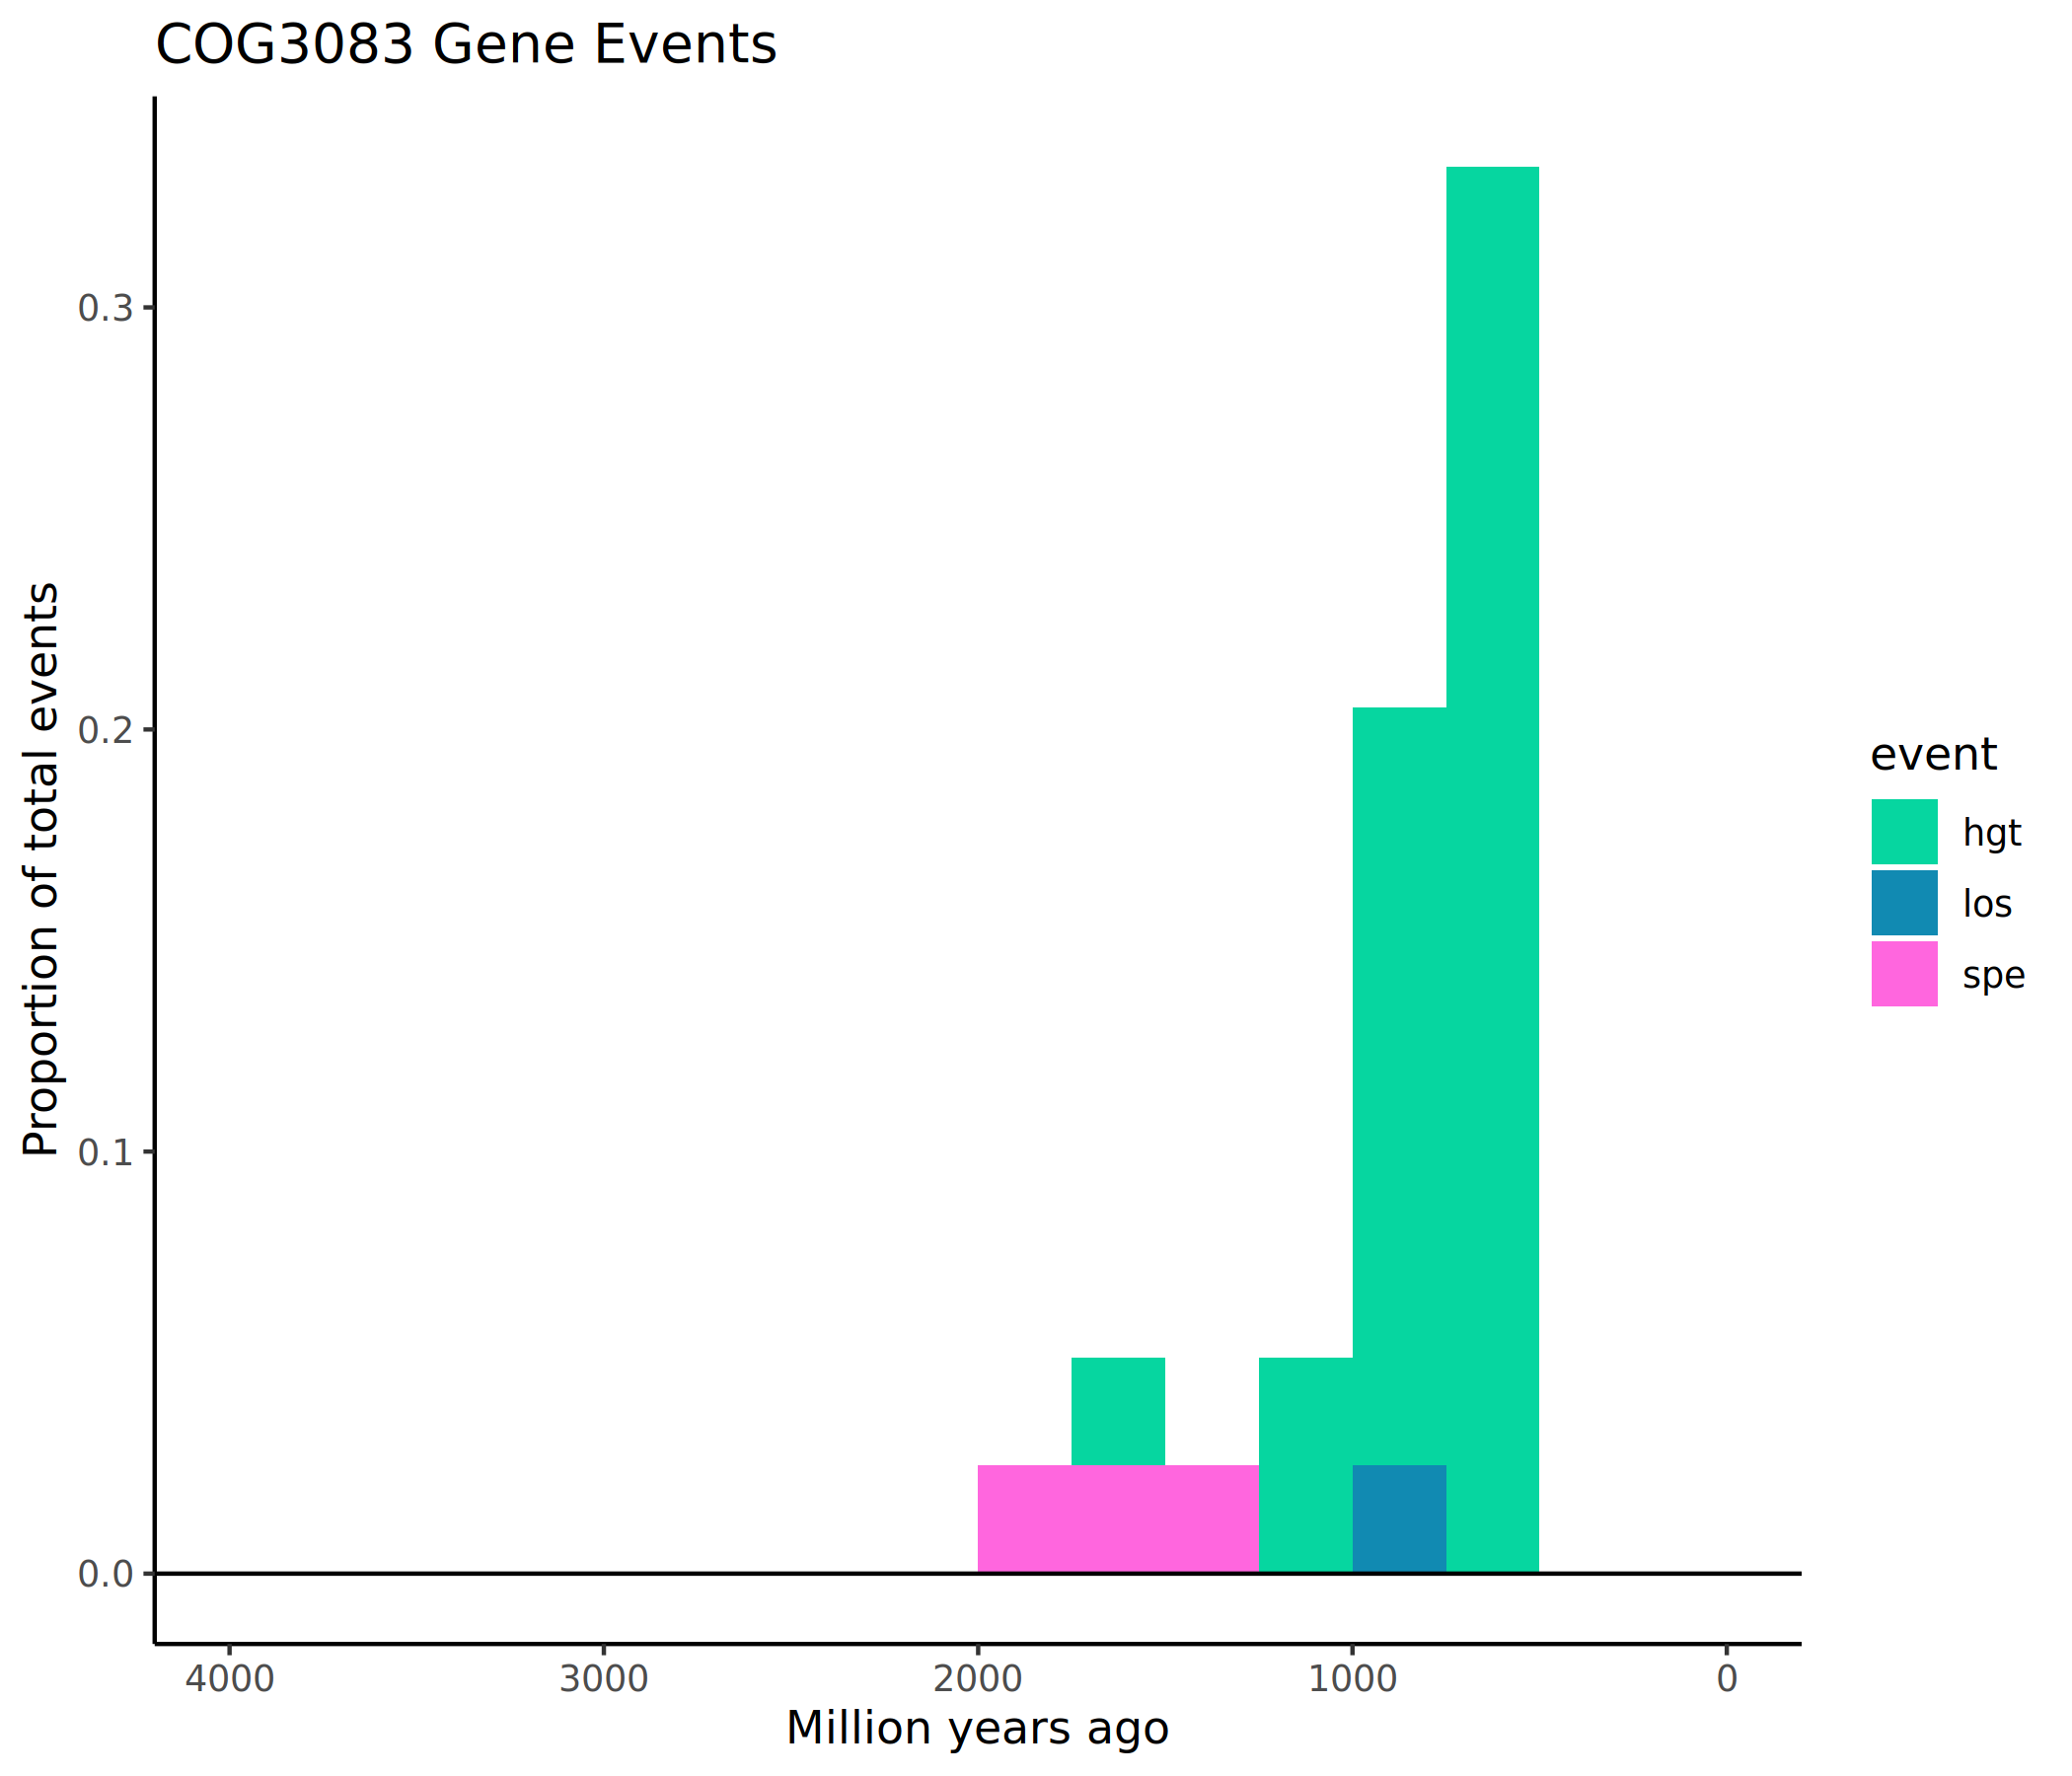 COG3083 Gene Events
Proportion of total events
0.3
0.2
0.1
0.0
4000 3000 2000 1000 0
Million years ago
event
hgt
los
spe